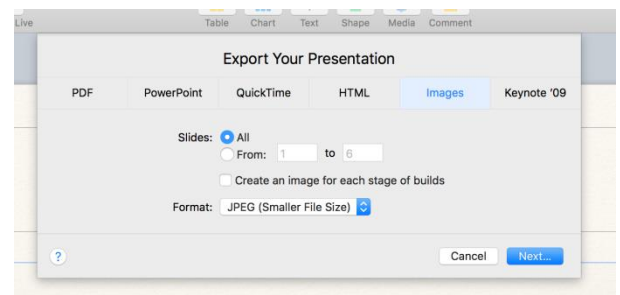 Live Table Chart Text Shape Media Comment
Export Your Presentation
PDF PowerPoint QuickTime HTML Images Keynote '09
Slides: All
From: 1 to 6
Create an image for each stage of builds
Format: JPEG (Smaller File Size)
? Cancel Next...